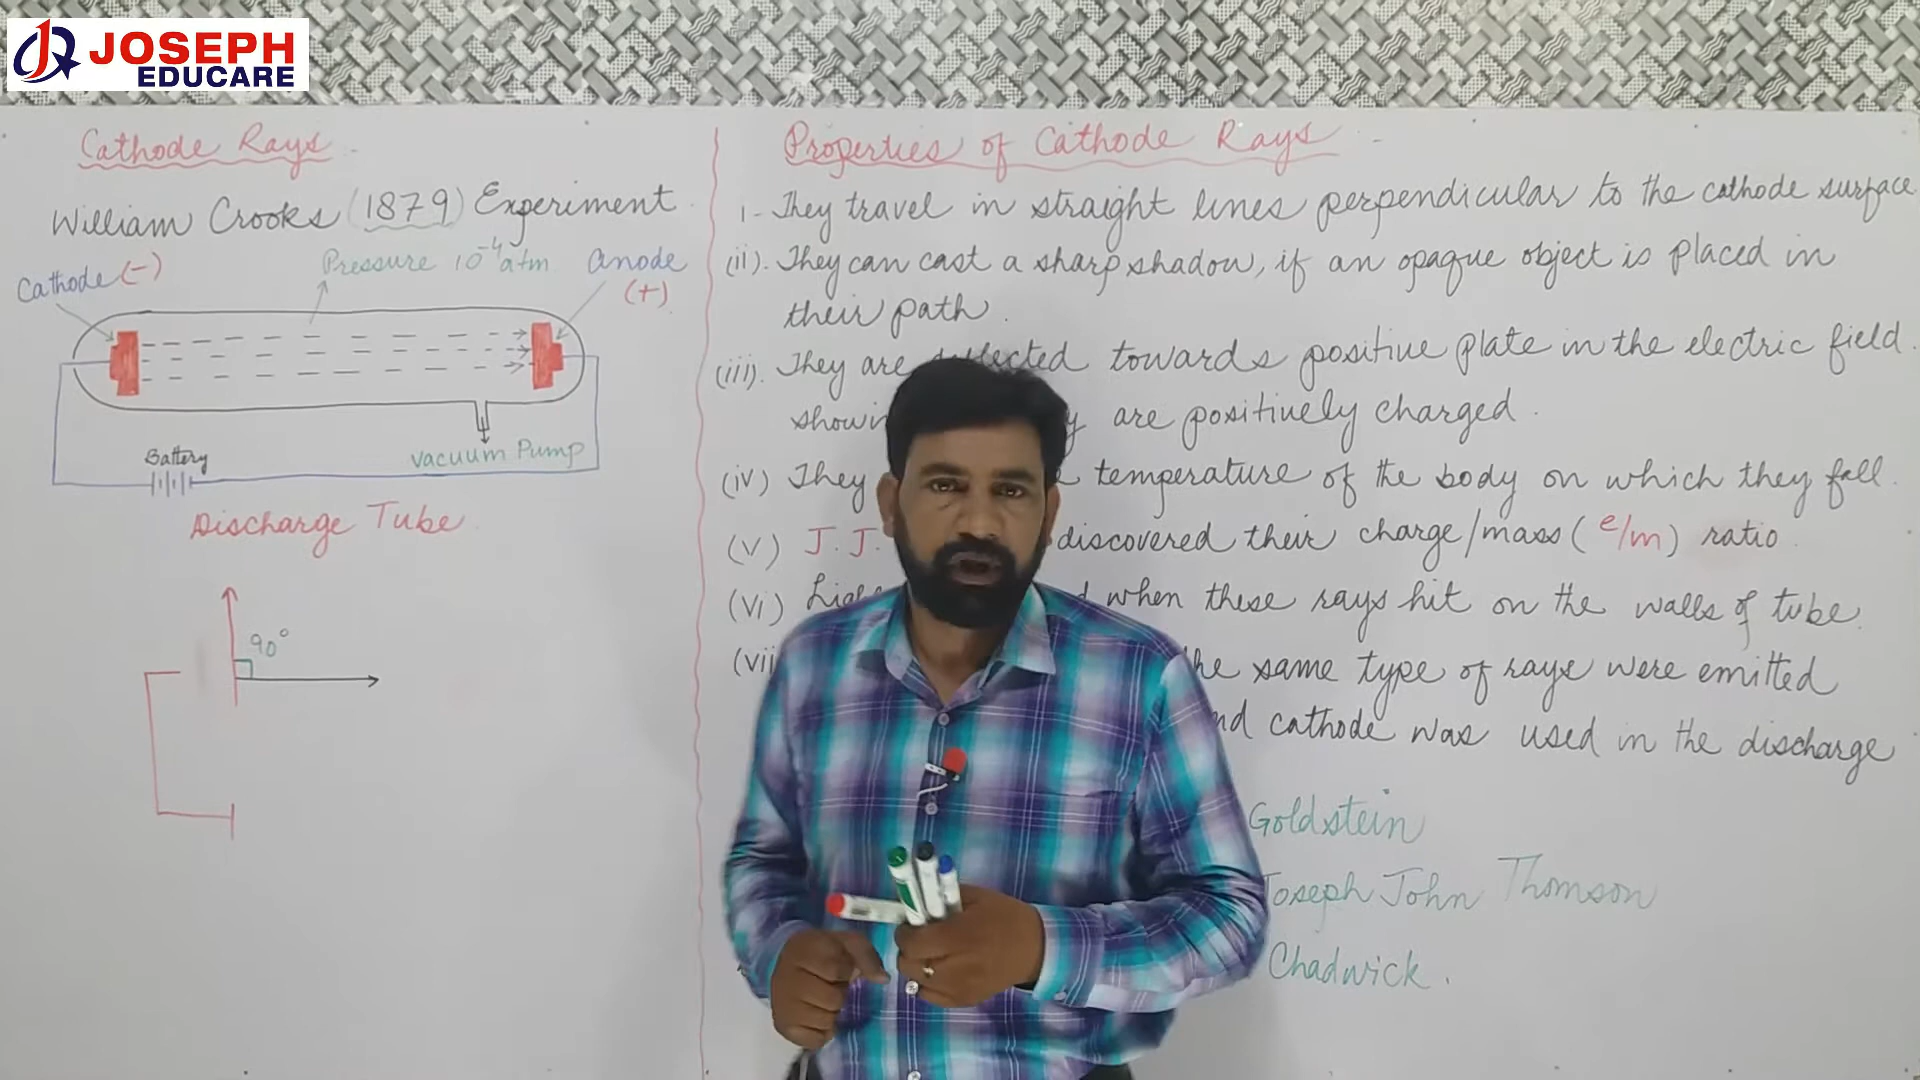 JOSEPH
EDUCARE
Cathode Rays
William Crooks (1879) Experiment.
Cathode (-)
Pressure 10⁻⁴ atm
anode
(+)
Battery
vacuum Pump
Discharge Tube.
90°
Properties of Cathode Rays
1- They travel in straight lines perpendicular to the cathode surface
(ii). They can cast a sharp shadow, if an opaque object is placed in
their path.
(iii). They are towards positive plate in the electric field.
are positively charged.
(iv) They temperature of the body on which they fall.
(v) J.J. discovered their charge/mass (e/m) ratio.
(vi) when these rays hit on the walls of tube.
(vii same type of rays were emitted
cathode was used in the discharge
Goldstein
Joseph John Thomson
Chadwick.